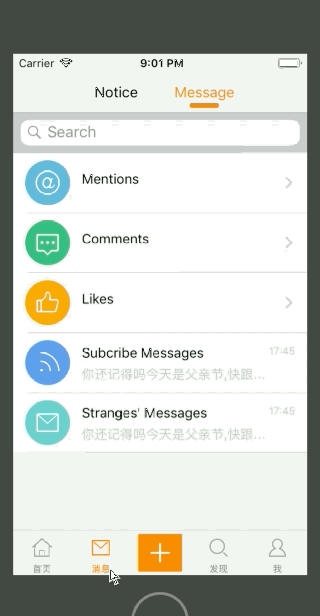 Carrier 9:01 PM
Notice Message
Search
Mentions
Comments
Likes
Subcribe Messages 17:45
你还记得吗今天是父亲节,快跟...
Stranges' Messages 17:45
你还记得吗今天是父亲节,快跟...
首页 消息 发现 我